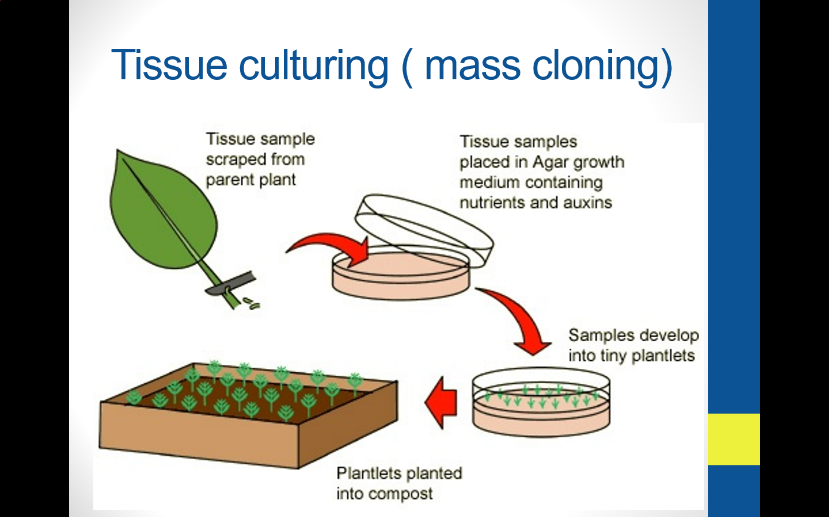 Tissue culturing ( mass cloning)
Tissue sample
scraped from
parent plant
Tissue samples
placed in Agar growth
medium containing
nutrients and auxins
Samples develop
into tiny plantlets
Plantlets planted
into compost